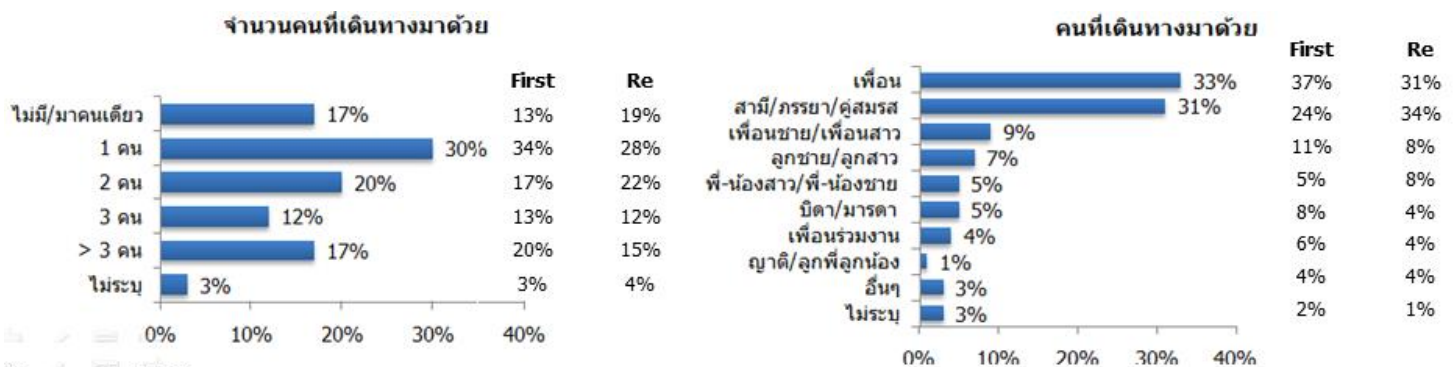 จำนวนคนที่เดินทางมาด้วย
First Re
ไม่มี/มาคนเดียว 17% 13% 19%
1 คน 30% 34% 28%
2 คน 20% 17% 22%
3 คน 12% 13% 12%
> 3 คน 17% 20% 15%
ไม่ระบุ 3% 3% 4%
0% 10% 20% 30% 40%
คนที่เดินทางมาด้วย
First Re
เพื่อน 33% 37% 31%
สามี/ภรรยา/คู่สมรส 31% 24% 34%
เพื่อนชาย/เพื่อนสาว 9% 11% 8%
ลูกชาย/ลูกสาว 7% 5% 8%
พี่-น้องสาว/พี่-น้องชาย 5% 8% 4%
บิดา/มารดา 5% 6% 4%
เพื่อนร่วมงาน 4% 4% 4%
ญาติ/ลูกพี่ลูกน้อง 1% 2% 1%
อื่นๆ 3%
ไม่ระบุ 3%
0% 10% 20% 30% 40%